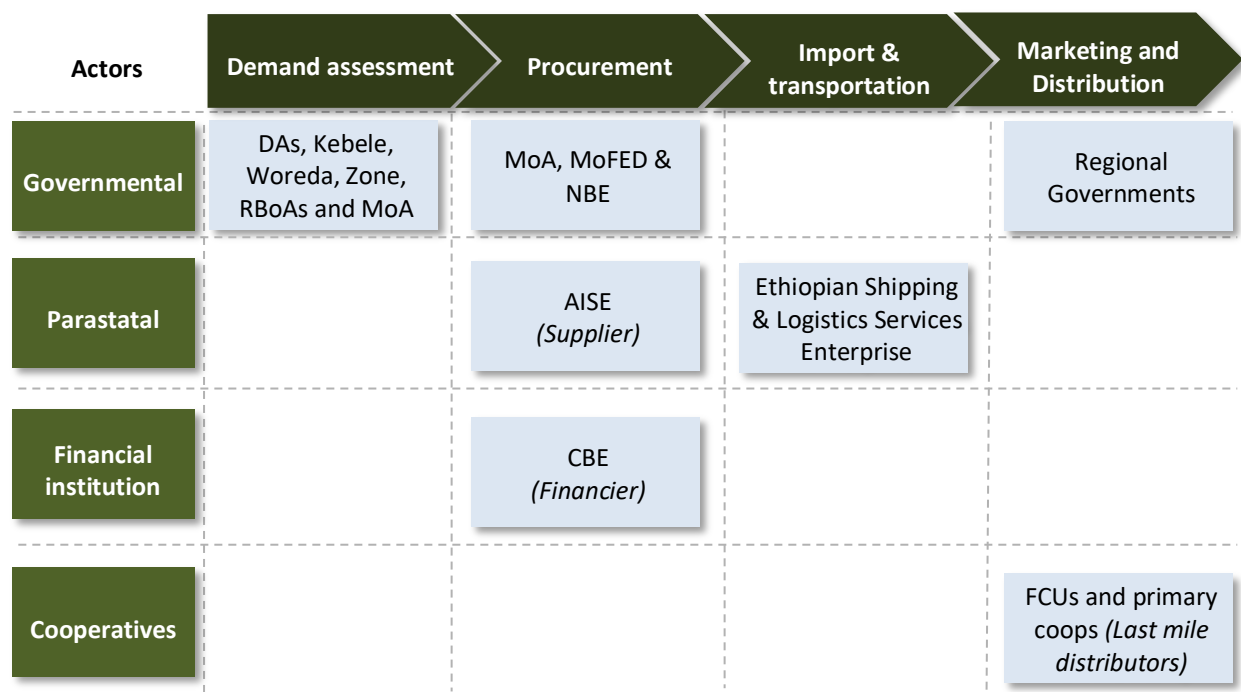 Actors
Demand assessment
Procurement
Import &
transportation
Marketing and
Distribution
Governmental
DAs, Kebele,
Woreda, Zone,
RBoAs and MoA
MoA, MoFED &
NBE
Regional
Governments
Parastatal
AISE
(Supplier)
Ethiopian Shipping
& Logistics Services
Enterprise
Financial
institution
CBE
(Financier)
Cooperatives
FCUs and primary
coops (Last mile
distributors)